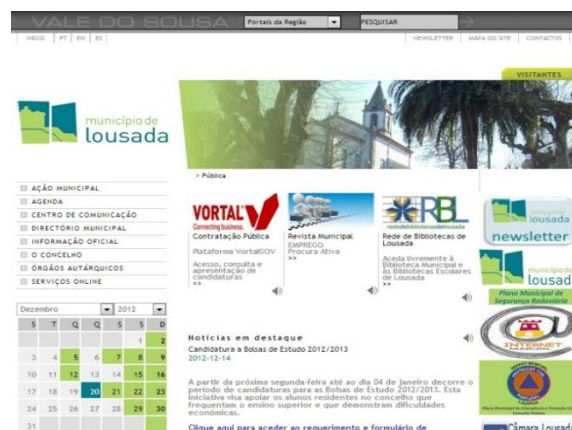 VALE DO SOUSA
Portais da Região
PESQUISAR
INÍCIO PT EN ES
NEWSLETTER MAPA DO SITE CONTACTOS
VISITANTES
município de
lousada
> Pública
AÇÃO MUNICIPAL
AGENDA
CENTRO DE COMUNICAÇÃO
DIRECTÓRIO MUNICIPAL
INFORMAÇÃO OFICIAL
O CONCELHO
ÓRGÃOS AUTÁRQUICOS
SERVIÇOS ONLINE
VORTAL
Connecting business.
Contratação Pública
Plataforma VortalGOV
Acesso, consulta e
apresentação de
candidaturas
>>
Revista Municipal
EMPREGO
Procura Ativa
>>
RBL
rededebibliotecasdelousada
Rede de Bibliotecas de
Lousada
Aceda livremente à
Biblioteca Municipal e
às Bibliotecas Escolares
de Lousada
>>
município de
lousada
newsletter
município de
lousada
Plano Municipal de
Segurança Rodoviária
INTERNET
Câmara Lousada
Dezembro 2012
S T Q Q S S D
1 2
3 4 5 6 7 8 9
10 11 12 13 14 15 16
17 18 19 20 21 22 23
24 25 26 27 28 29 30
31
Notícias em destaque
Candidatura a Bolsas de Estudo 2012/2013
2012-12-14
A partir da próxima segunda-feira até ao dia 04 de janeiro decorre o
período de candidaturas para as Bolsas de Estudo 2012/2013. Esta
iniciativa visa apoiar os alunos residentes no concelho que
frequentam o ensino superior e que demonstram dificuldades
económicas.
Clique aqui para aceder ao requerimento e formulário de